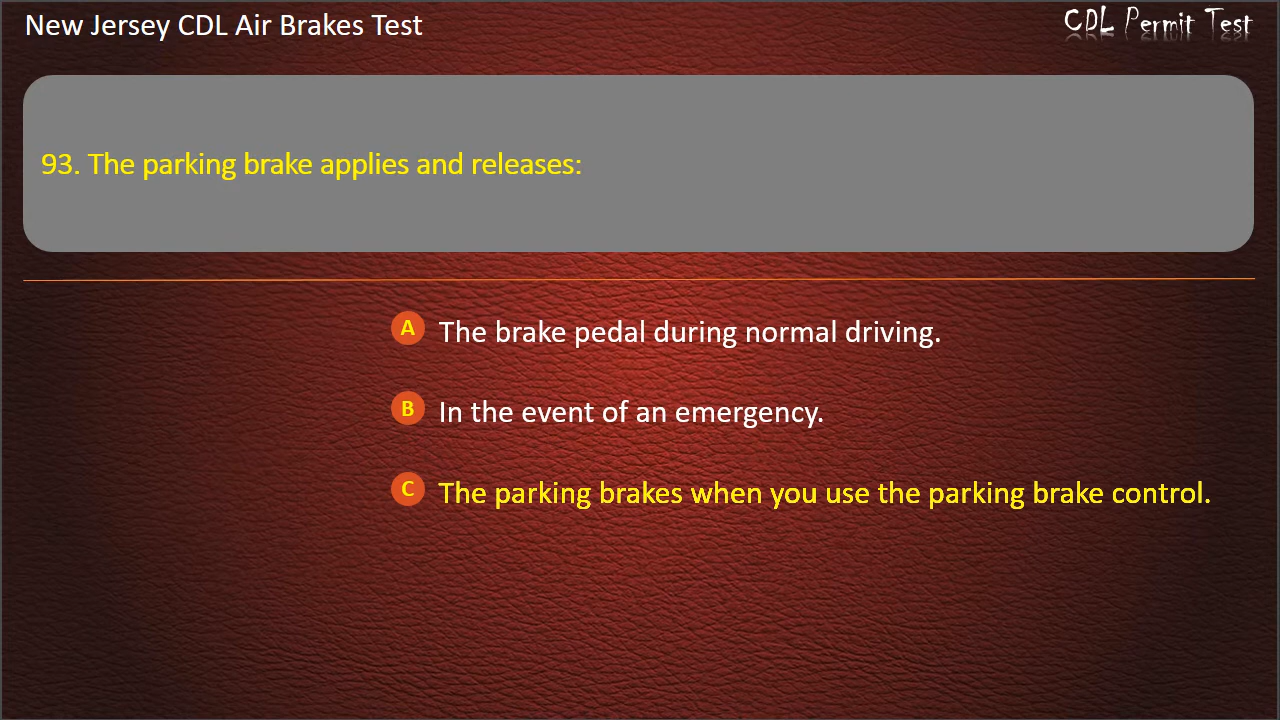 New Jersey CDL Air Brakes Test
CDL Permit Test
93. The parking brake applies and releases:
A The brake pedal during normal driving.
B In the event of an emergency.
C The parking brakes when you use the parking brake control.